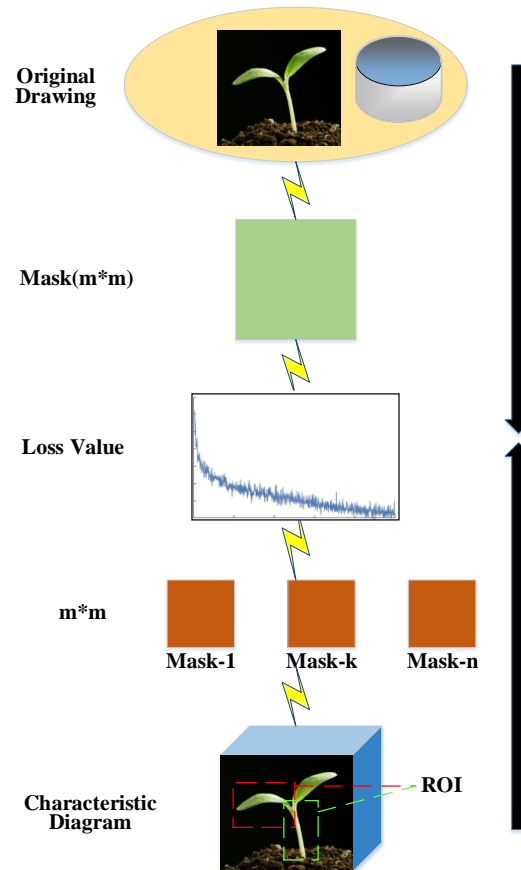 Original
Drawing
Mask(m*m)
Loss Value
m*m
Mask-1
Mask-k
Mask-n
ROI
Characteristic
Diagram